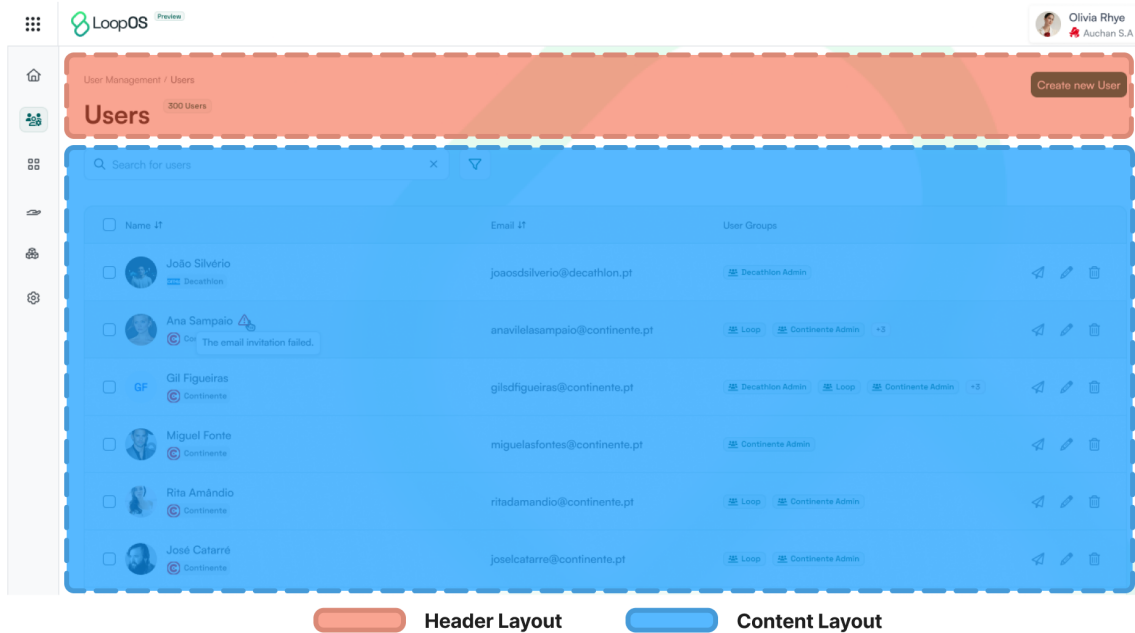 LoopOS Preview
Olivia Rhye
Auchan S.A
User Management / Users
Users 300 Users
Create new User
Search for users
Name Email User Groups
João Silvério
Decathlon
joaosdsilverio@decathlon.pt
Decathlon Admin
Ana Sampaio
The email invitation failed.
anavilelasampaio@continente.pt
Loop Continente Admin +3
GF
Gil Figueiras
Continente
gilsdfigueiras@continente.pt
Decathlon Admin Loop Continente Admin +3
Miguel Fonte
Continente
miguelasfontes@continente.pt
Continente Admin
Rita Amândio
Continente
ritadamandio@continente.pt
Loop Continente Admin
José Catarré
Continente
joselcatarre@continente.pt
Loop Continente Admin
Header Layout Content Layout